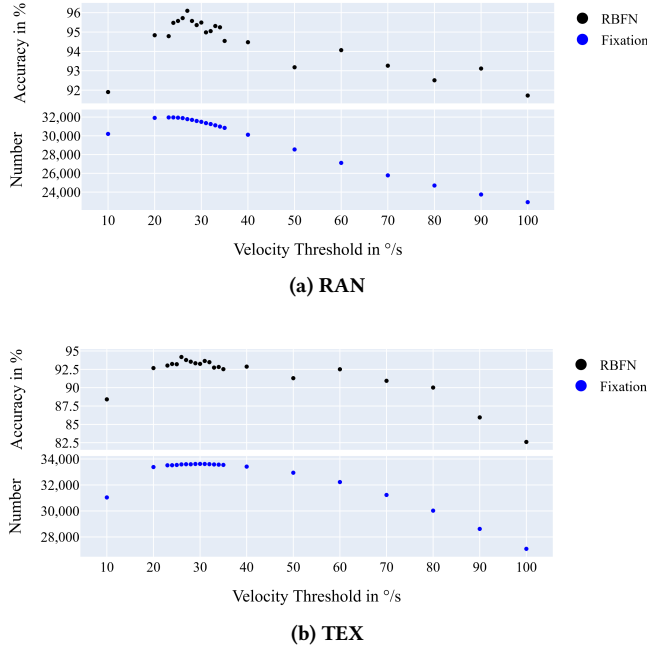 Accuracy in %
96
95
94
93
92
Number
32,000
30,000
28,000
26,000
24,000
10 20 30 40 50 60 70 80 90 100
Velocity Threshold in °/s
RBFN
Fixation
(a) RAN
Accuracy in %
95
92.5
90
87.5
85
82.5
Number
34,000
32,000
30,000
28,000
10 20 30 40 50 60 70 80 90 100
Velocity Threshold in °/s
RBFN
Fixation
(b) TEX